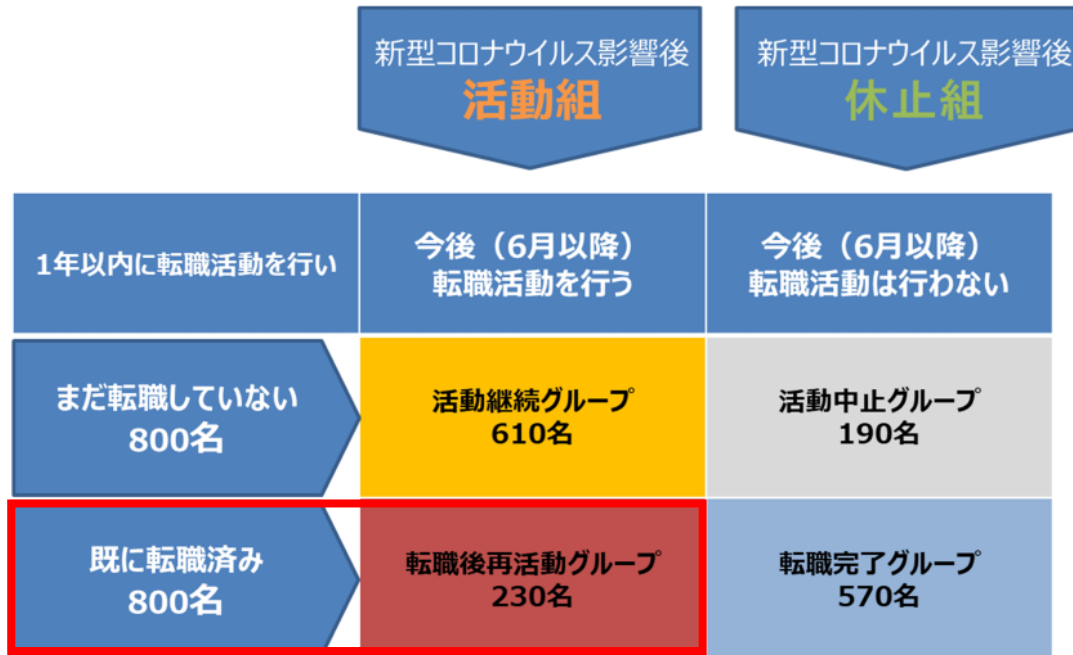 新型コロナウイルス影響後
活動組
新型コロナウイルス影響後
休止組
1年以内に転職活動を行い
今後（6月以降）
転職活動を行う
今後（6月以降）
転職活動は行わない
まだ転職していない
800名
活動継続グループ
610名
活動中止グループ
190名
既に転職済み
800名
転職後再活動グループ
230名
転職完了グループ
570名